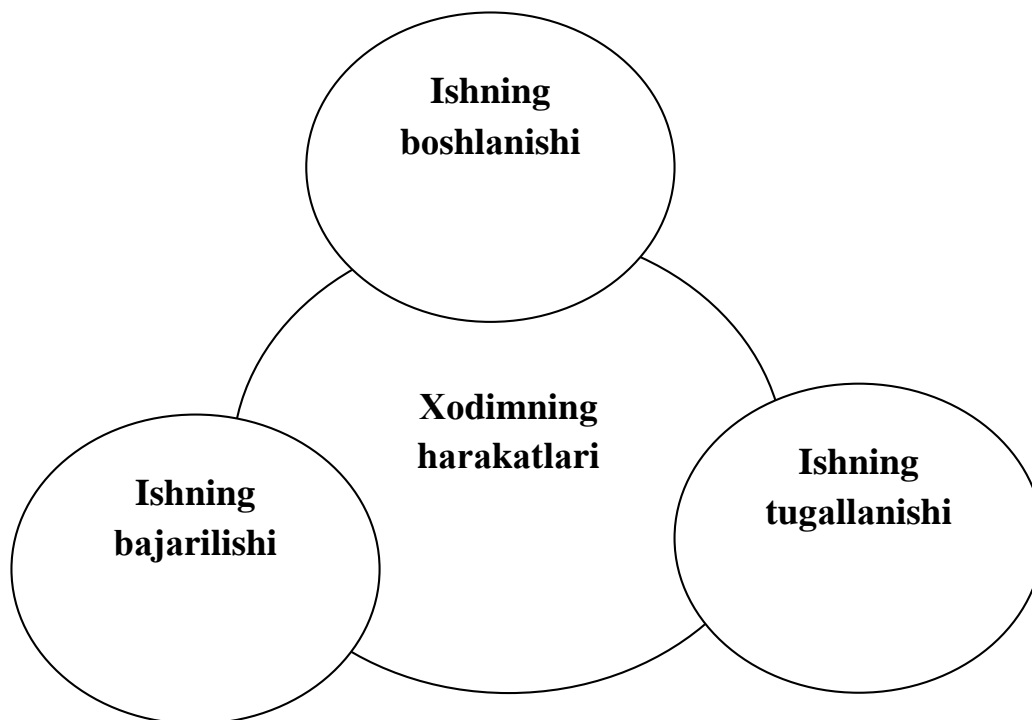 Ishning
boshlanishi
Xodimning
harakatlari
Ishning
tugallanishi
Ishning
bajarilishi